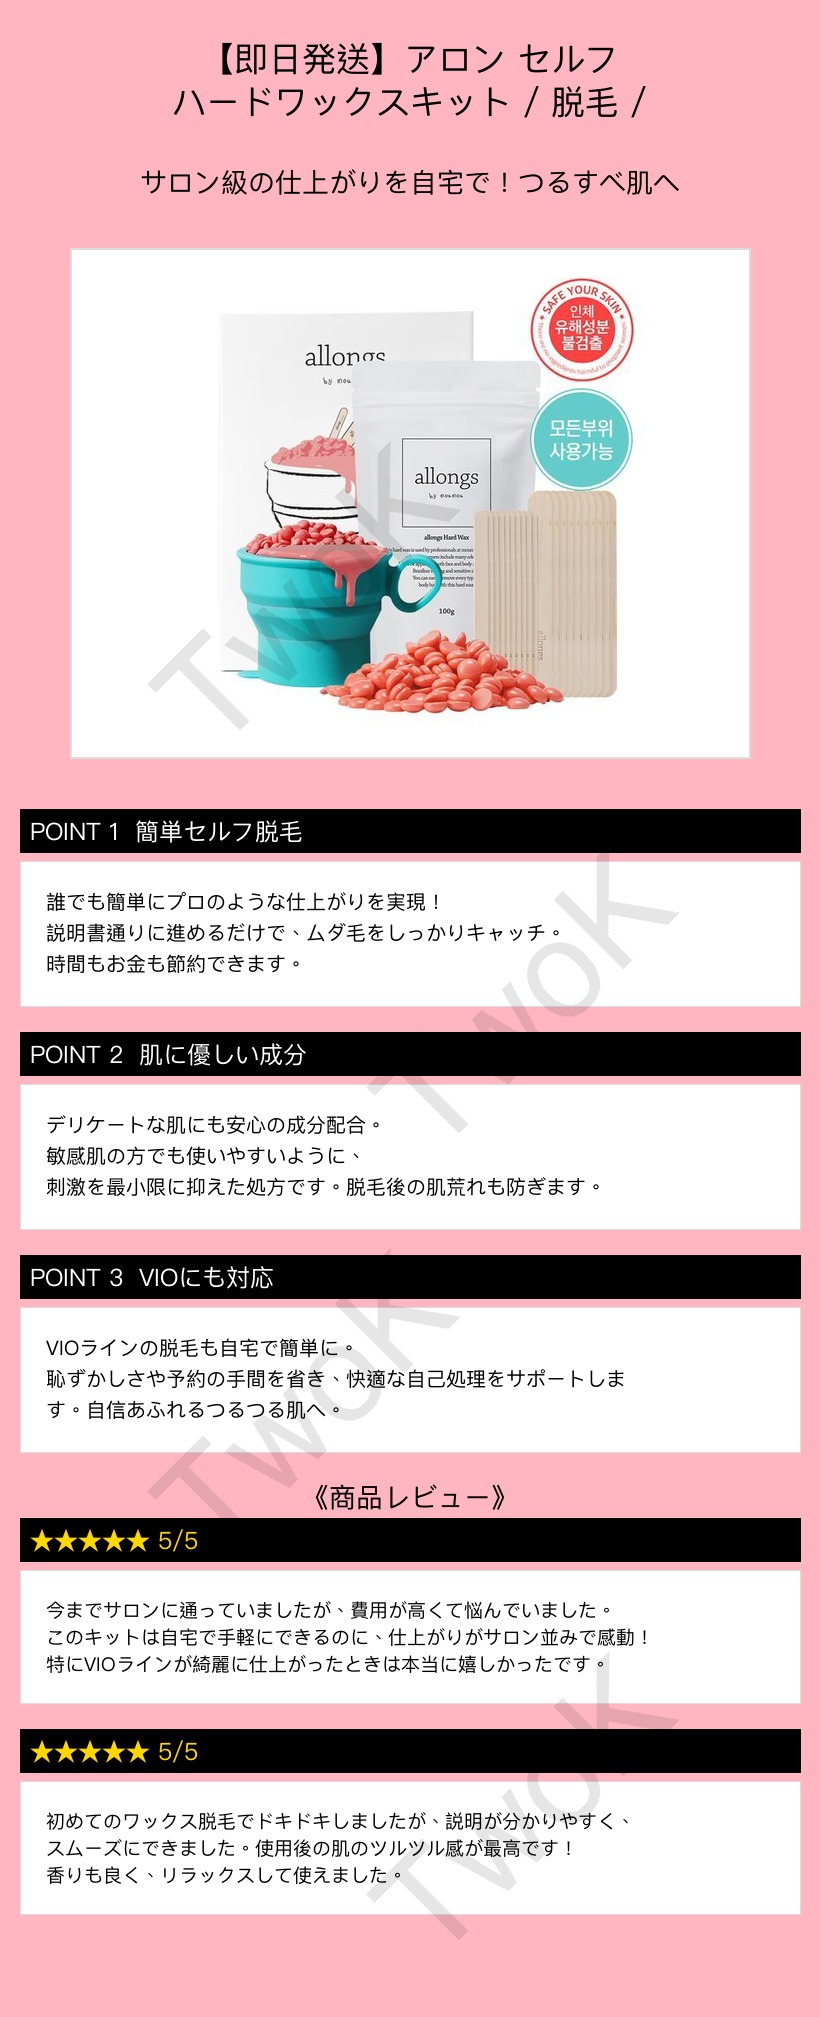 【即日発送】アロン セルフ
ハードワックスキット / 脱毛 /
サロン級の仕上がりを自宅で！つるすべ肌へ
allongs
by mou
SAFE YOUR SKIN
인체
유해성분
불검출
모든부위
사용가능
allongs
by moumou
allongs Hard Wax
100g
allongs
TwoK
POINT 1 簡単セルフ脱毛
誰でも簡単にプロのような仕上がりを実現！
説明書通りに進めるだけで、ムダ毛をしっかりキャッチ。
時間もお金も節約できます。
TwoK
POINT 2 肌に優しい成分
デリケートな肌にも安心の成分配合。
敏感肌の方でも使いやすいように、
刺激を最小限に抑えた処方です。脱毛後の肌荒れも防ぎます。
POINT 3 VIOにも対応
VIOラインの脱毛も自宅で簡単に。
恥ずかしさや予約の手間を省き、快適な自己処理をサポートしま
す。自信あふれるつるつる肌へ。
TwoK
《商品レビュー》
★★★★★ 5/5
今までサロンに通っていましたが、費用が高くて悩んでいました。
このキットは自宅で手軽にできるのに、仕上がりがサロン並みで感動！
特にVIOラインが綺麗に仕上がったときは本当に嬉しかったです。
★★★★★ 5/5
初めてのワックス脱毛でドキドキしましたが、説明が分かりやすく、
スムーズにできました。使用後の肌のツルツル感が最高です！
香りも良く、リラックスして使えました。
TwoK